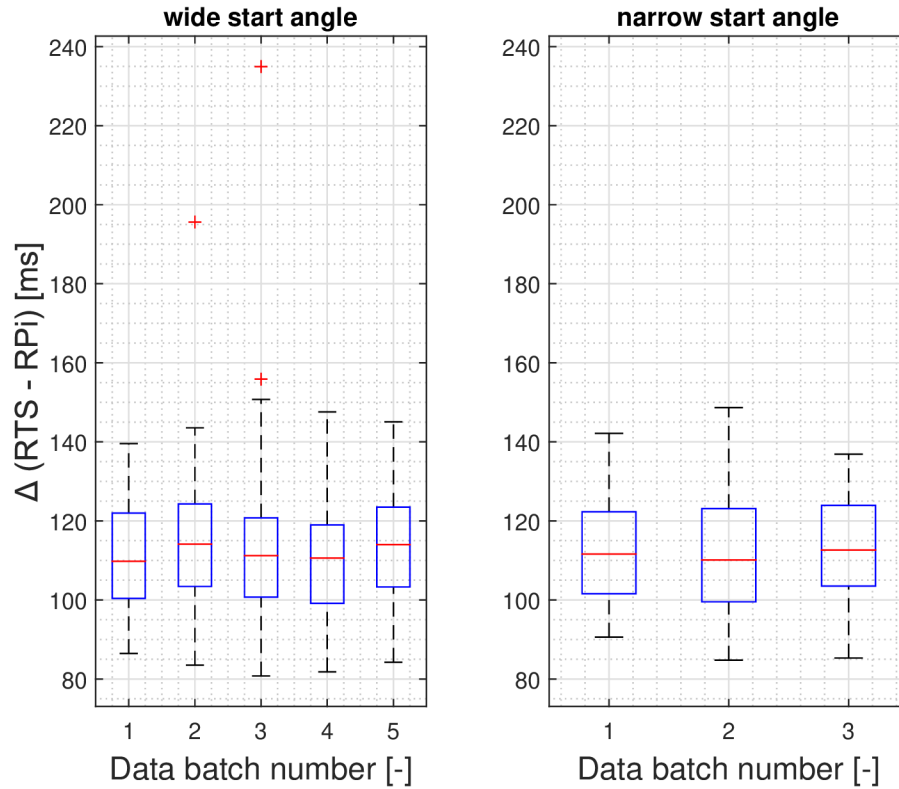 wide start angle
narrow start angle
240
220
200
180
160
140
120
100
80
Δ (RTS - RPi) [ms]
1 2 3 4 5
Data batch number [-]
240
220
200
180
160
140
120
100
80
1 2 3
Data batch number [-]